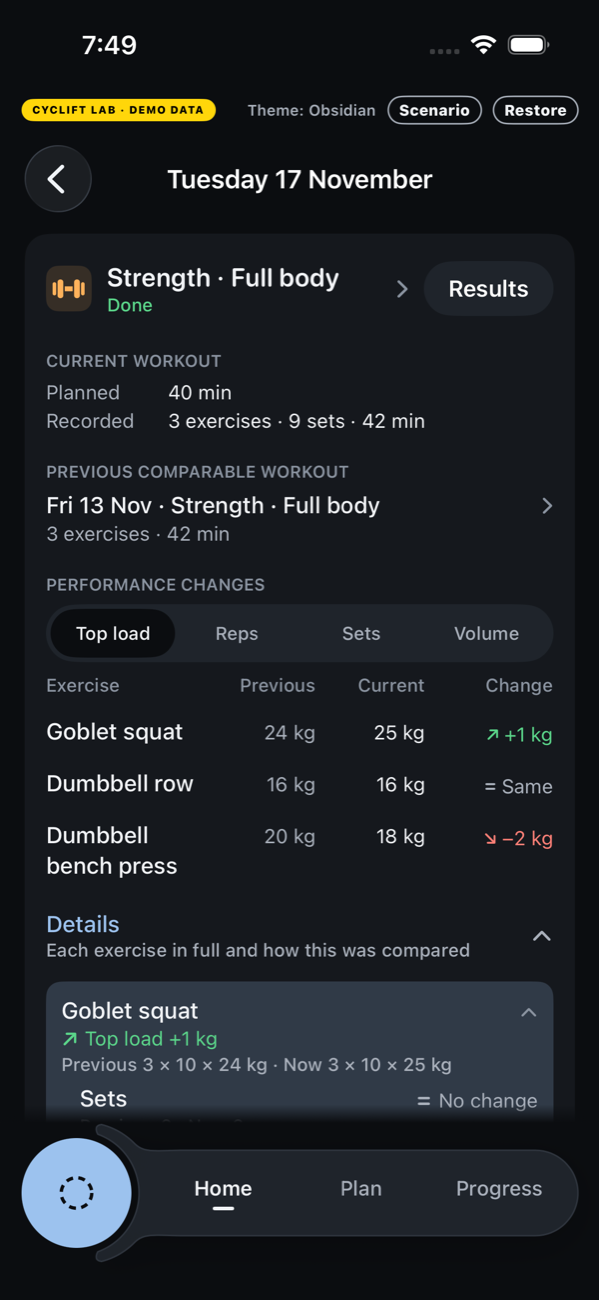 7:49
CYCLIFT LAB · DEMO DATA Theme: Obsidian Scenario Restore
Tuesday 17 November
Strength · Full body
Done
Results
CURRENT WORKOUT
Planned 40 min
Recorded 3 exercises · 9 sets · 42 min
PREVIOUS COMPARABLE WORKOUT
Fri 13 Nov · Strength · Full body
3 exercises · 42 min
PERFORMANCE CHANGES
Top load Reps Sets Volume
Exercise Previous Current Change
Goblet squat 24 kg 25 kg ↗ +1 kg
Dumbbell row 16 kg 16 kg = Same
Dumbbell 20 kg 18 kg ↘ −2 kg
bench press
Details
Each exercise in full and how this was compared
Goblet squat
↗ Top load +1 kg
Previous 3 × 10 × 24 kg · Now 3 × 10 × 25 kg
Sets = No change
Home Plan Progress